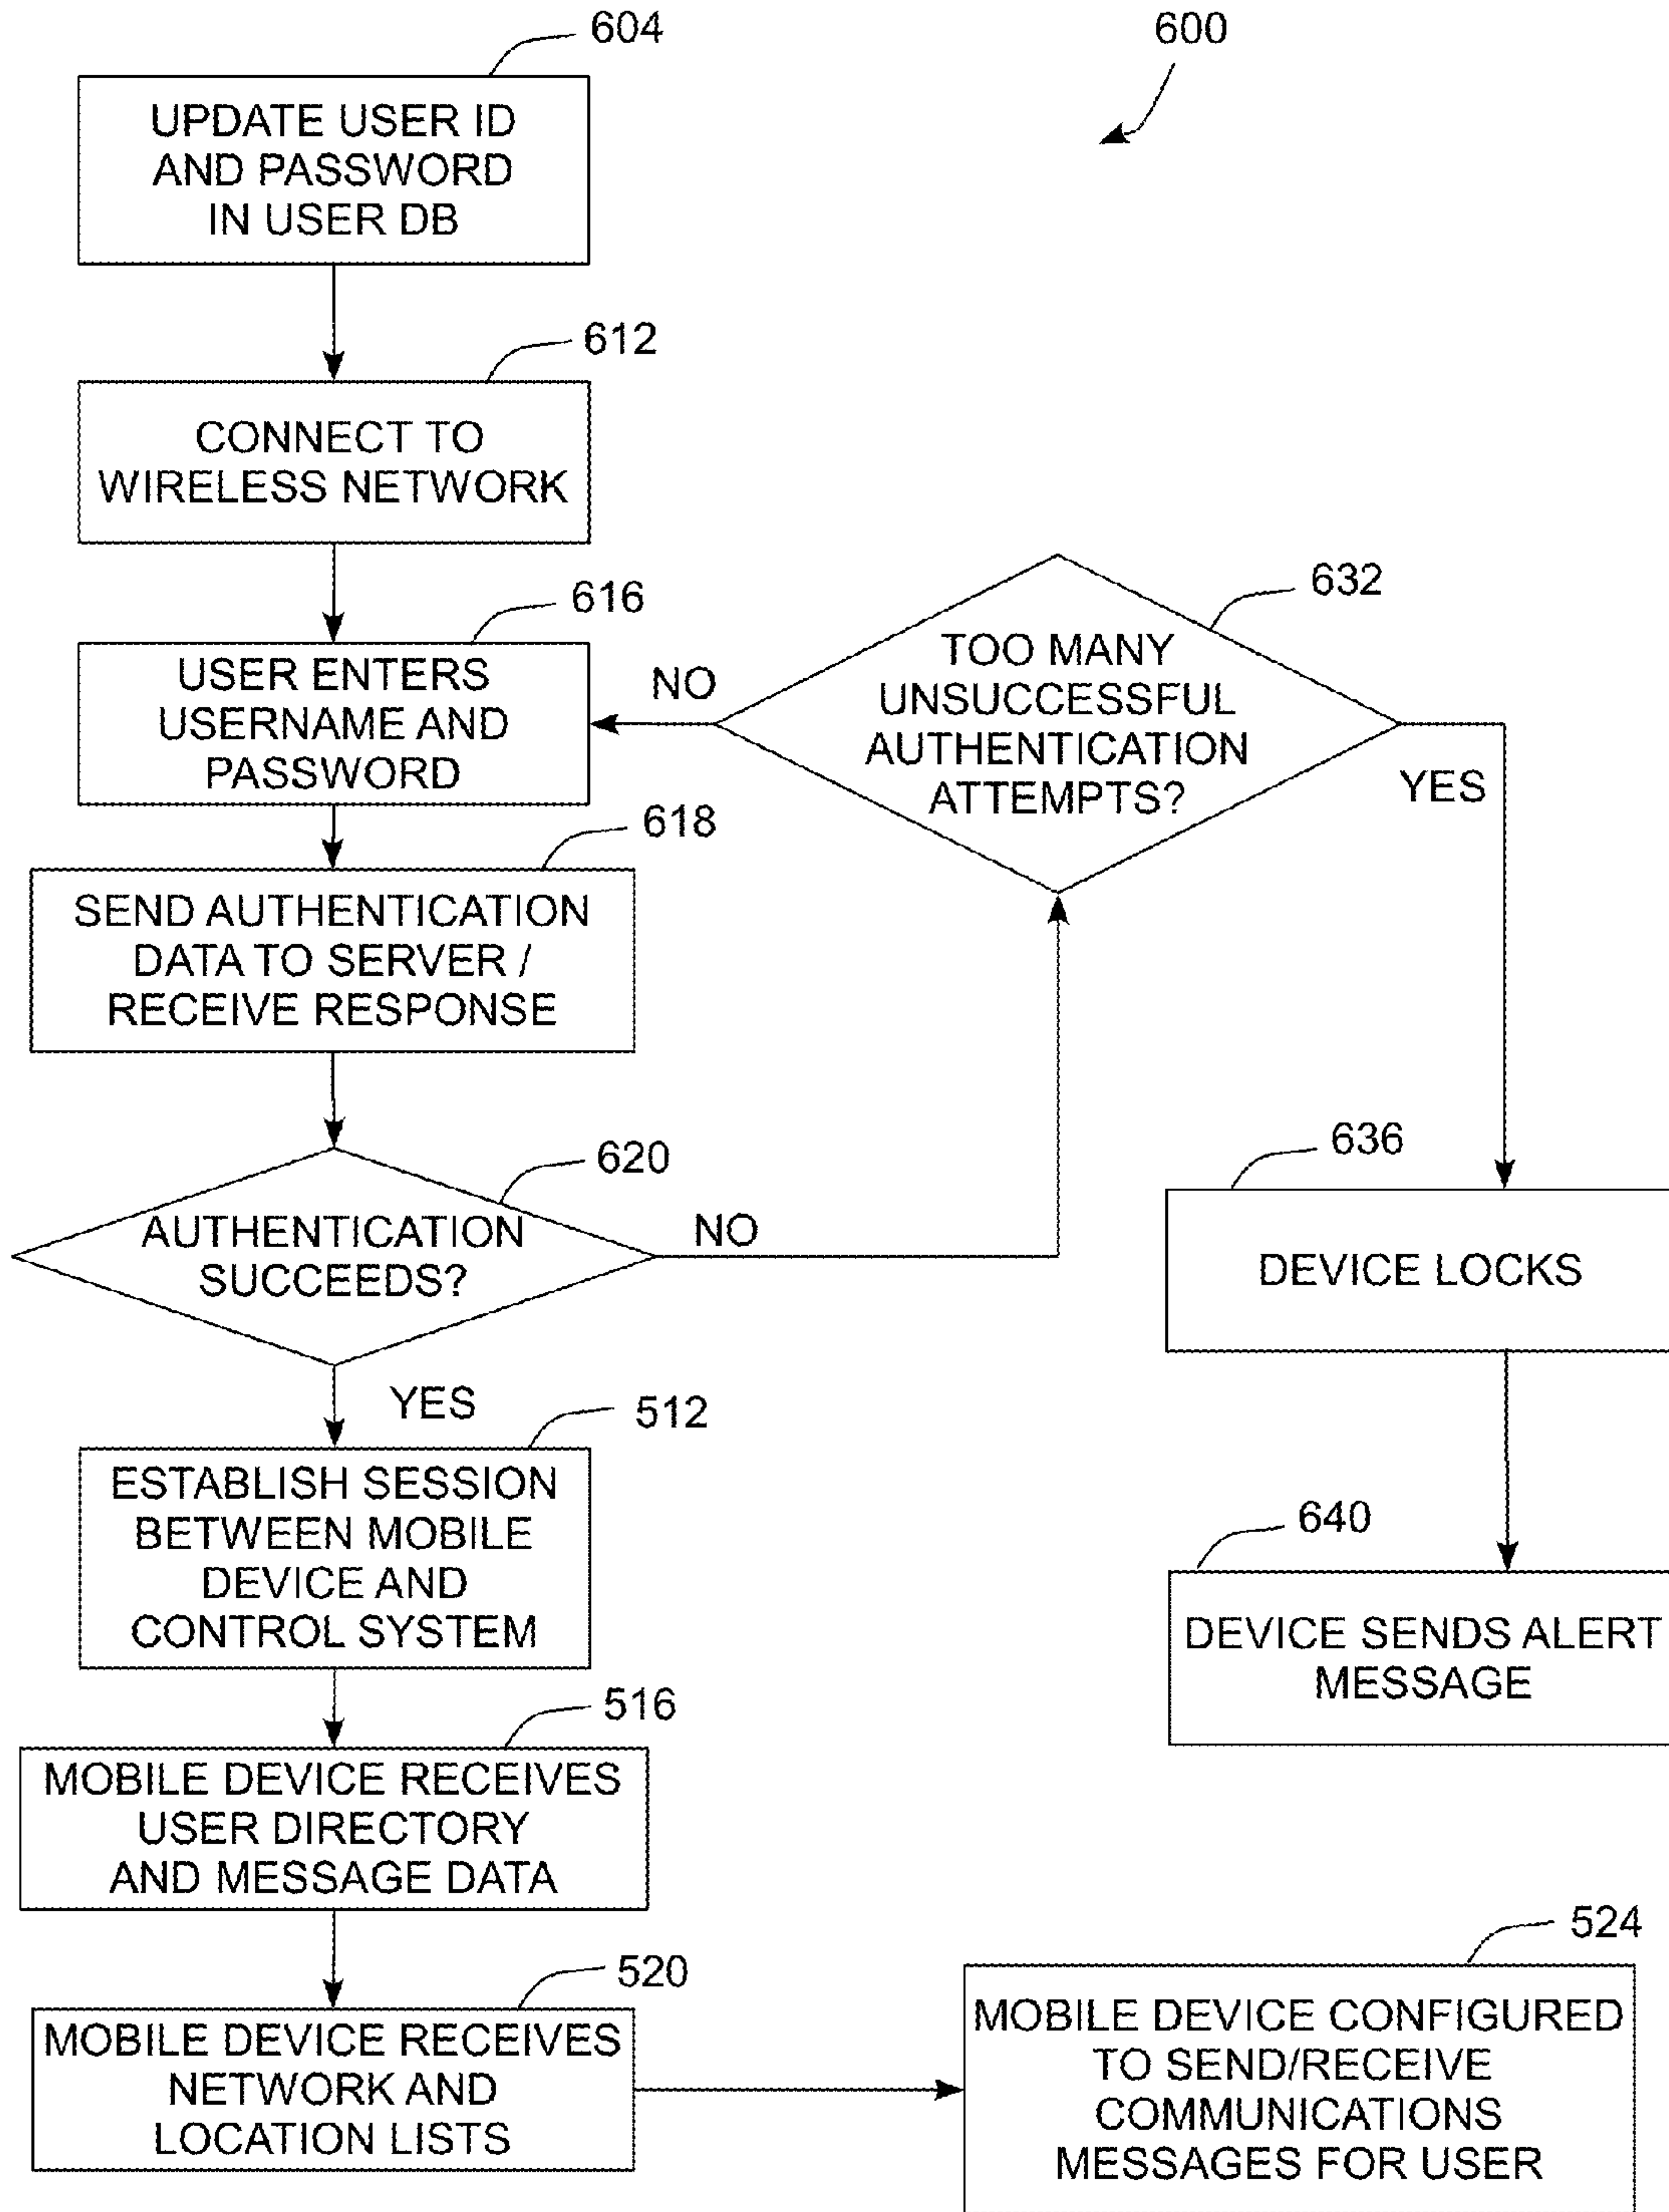 604
600
UPDATE USER ID
AND PASSWORD
IN USER DB
612
CONNECT TO
WIRELESS NETWORK
616
USER ENTERS
USERNAME AND
PASSWORD
NO
632
TOO MANY
UNSUCCESSFUL
AUTHENTICATION
ATTEMPTS?
YES
618
SEND AUTHENTICATION
DATA TO SERVER /
RECEIVE RESPONSE
620
AUTHENTICATION
SUCCEEDS?
NO
636
DEVICE LOCKS
YES
512
ESTABLISH SESSION
BETWEEN MOBILE
DEVICE AND
CONTROL SYSTEM
640
DEVICE SENDS ALERT
MESSAGE
516
MOBILE DEVICE RECEIVES
USER DIRECTORY
AND MESSAGE DATA
520
MOBILE DEVICE RECEIVES
NETWORK AND
LOCATION LISTS
524
MOBILE DEVICE CONFIGURED
TO SEND/RECEIVE
COMMUNICATIONS
MESSAGES FOR USER